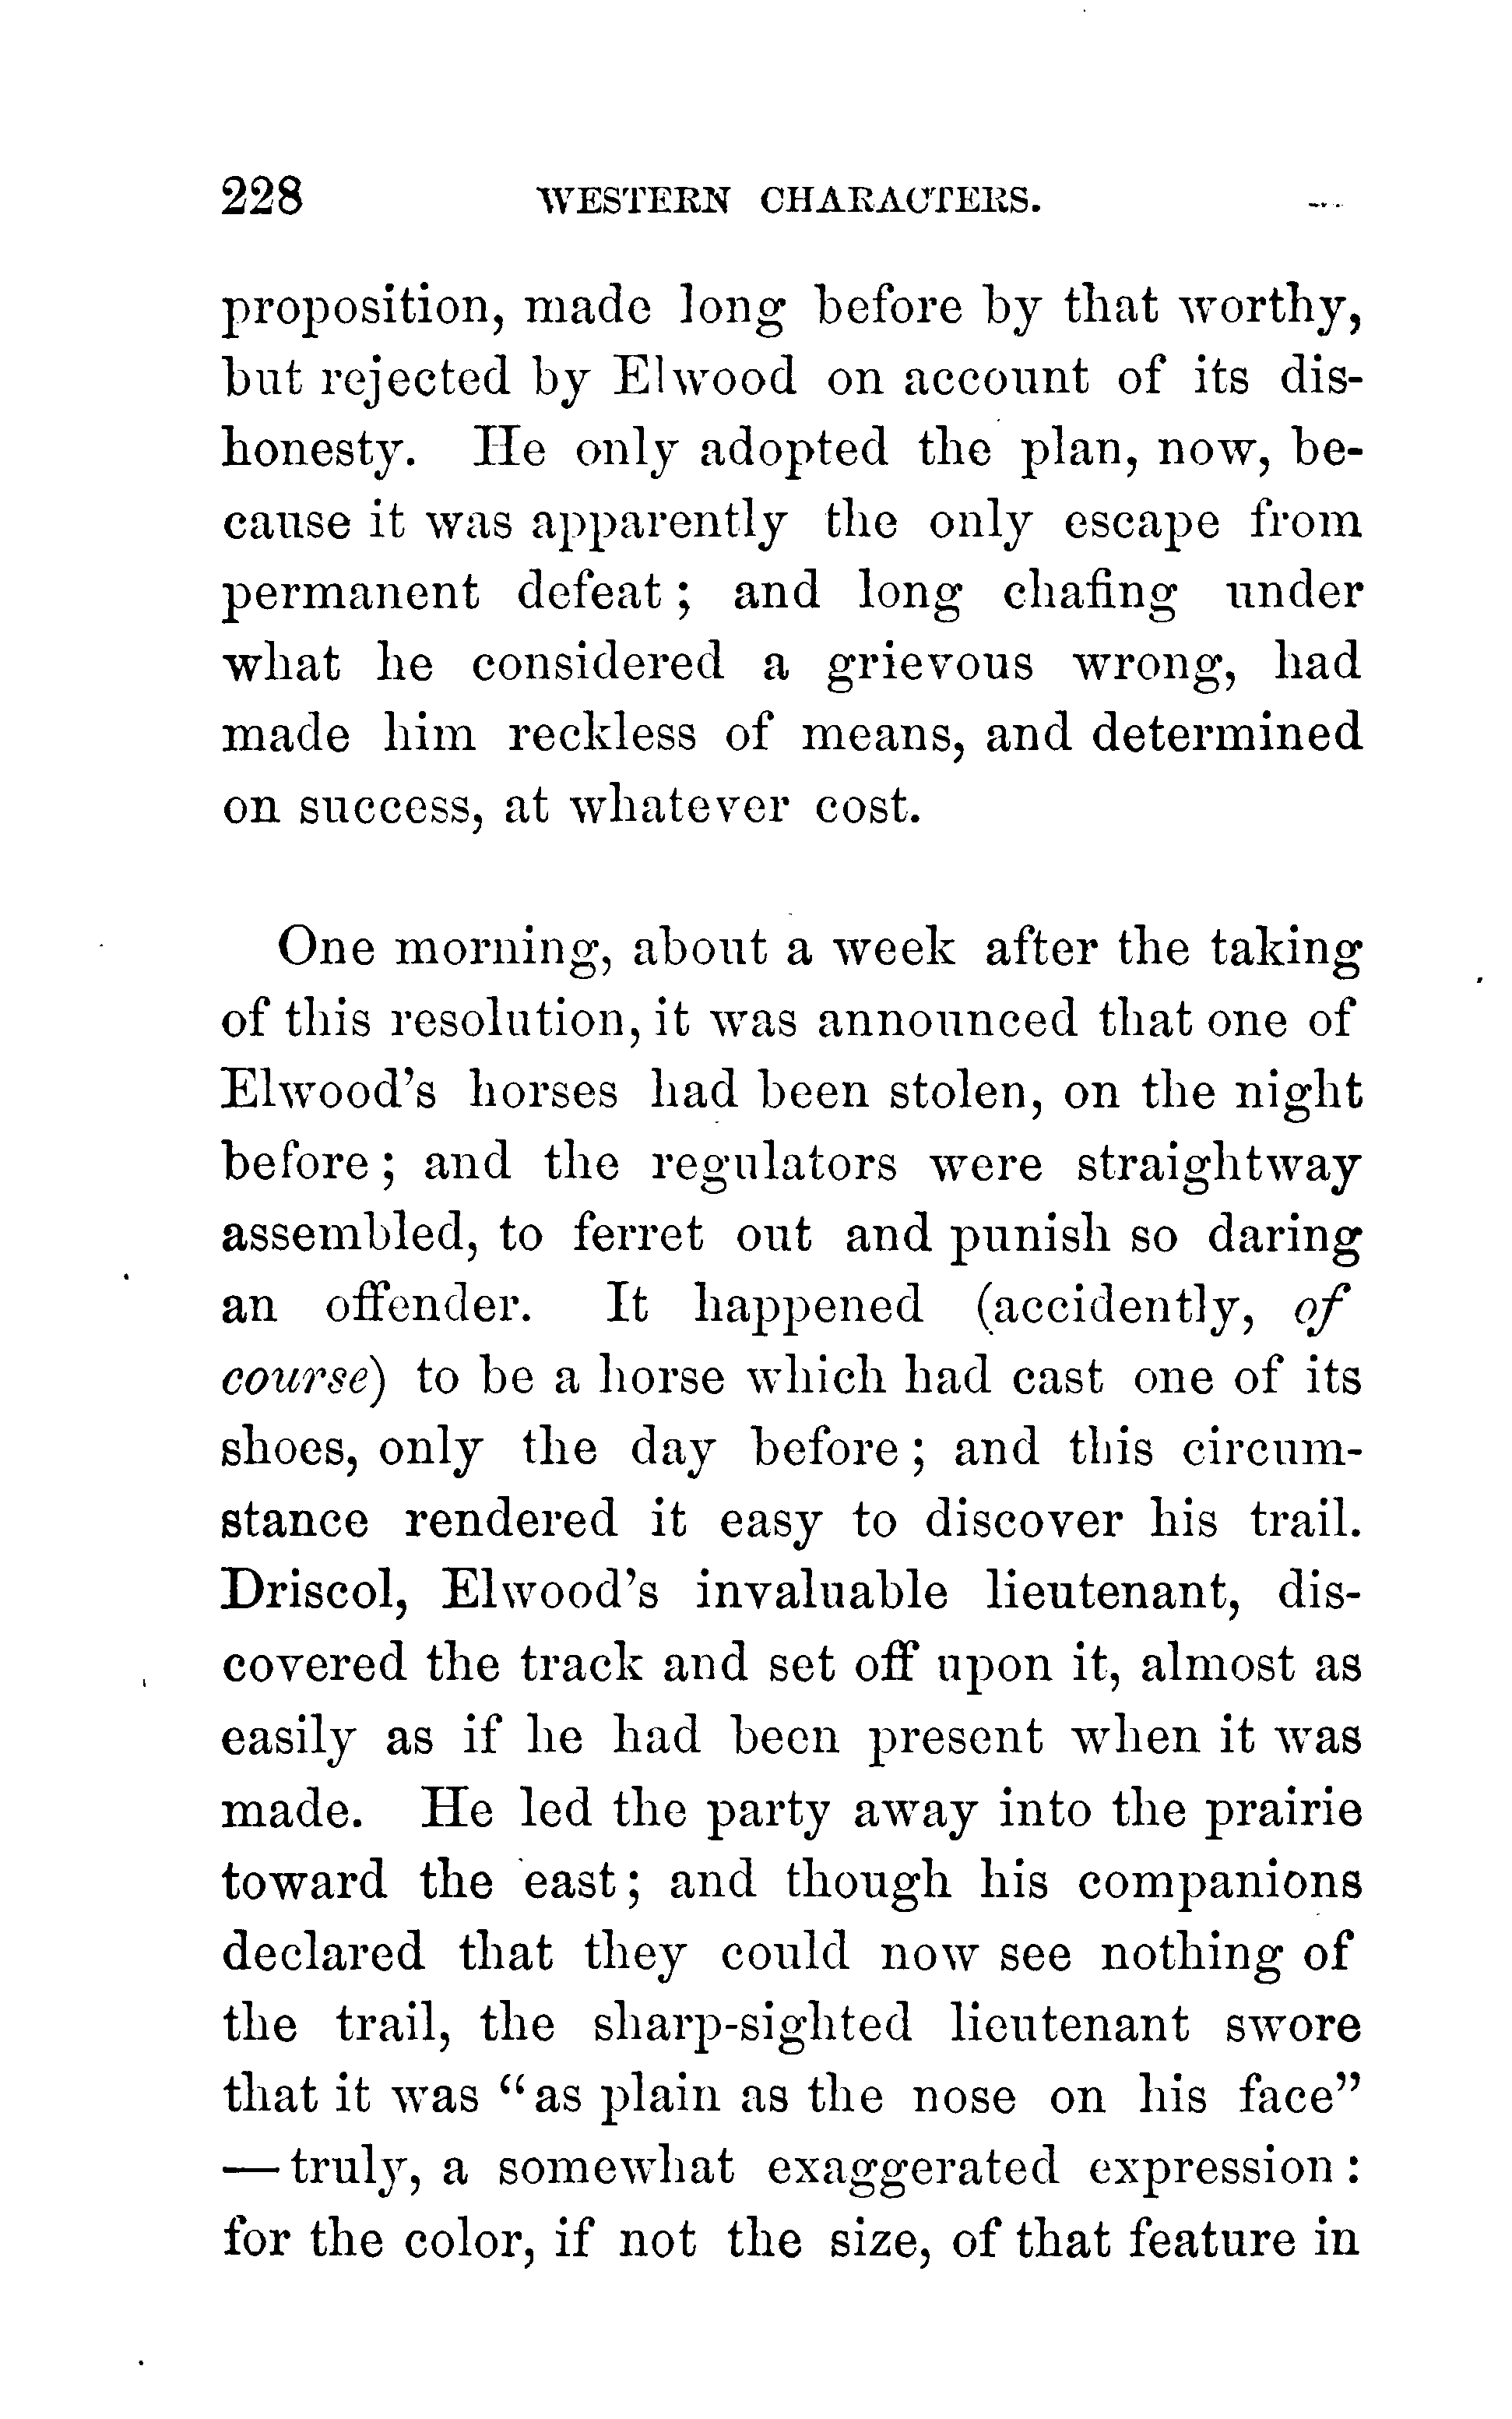 228 WESTERN CHARACTERS.
proposition, made long before by that worthy,
but rejected by Elwood on account of its dis-
honesty. He only adopted the plan, now, be-
cause it was apparently the only escape from
permanent defeat; and long chafing under
what he considered a grievous wrong, had
made him reckless of means, and determined
on success, at whatever cost.
One morning, about a week after the taking
of this resolution, it was announced that one of
Elwood's horses had been stolen, on the night
before; and the regulators were straightway
assembled, to ferret out and punish so daring
an offender. It happened (accidently, of
course) to be a horse which had cast one of its
shoes, only the day before; and this circum-
stance rendered it easy to discover his trail.
Driscol, Elwood's invaluable lieutenant, dis-
covered the track and set off upon it, almost as
easily as if he had been present when it was
made. He led the party away into the prairie
toward the east; and though his companions
declared that they could now see nothing of
the trail, the sharp-sighted lieutenant swore
that it was "as plain as the nose on his face"
—truly, a somewhat exaggerated expression:
for the color, if not the size, of that feature in